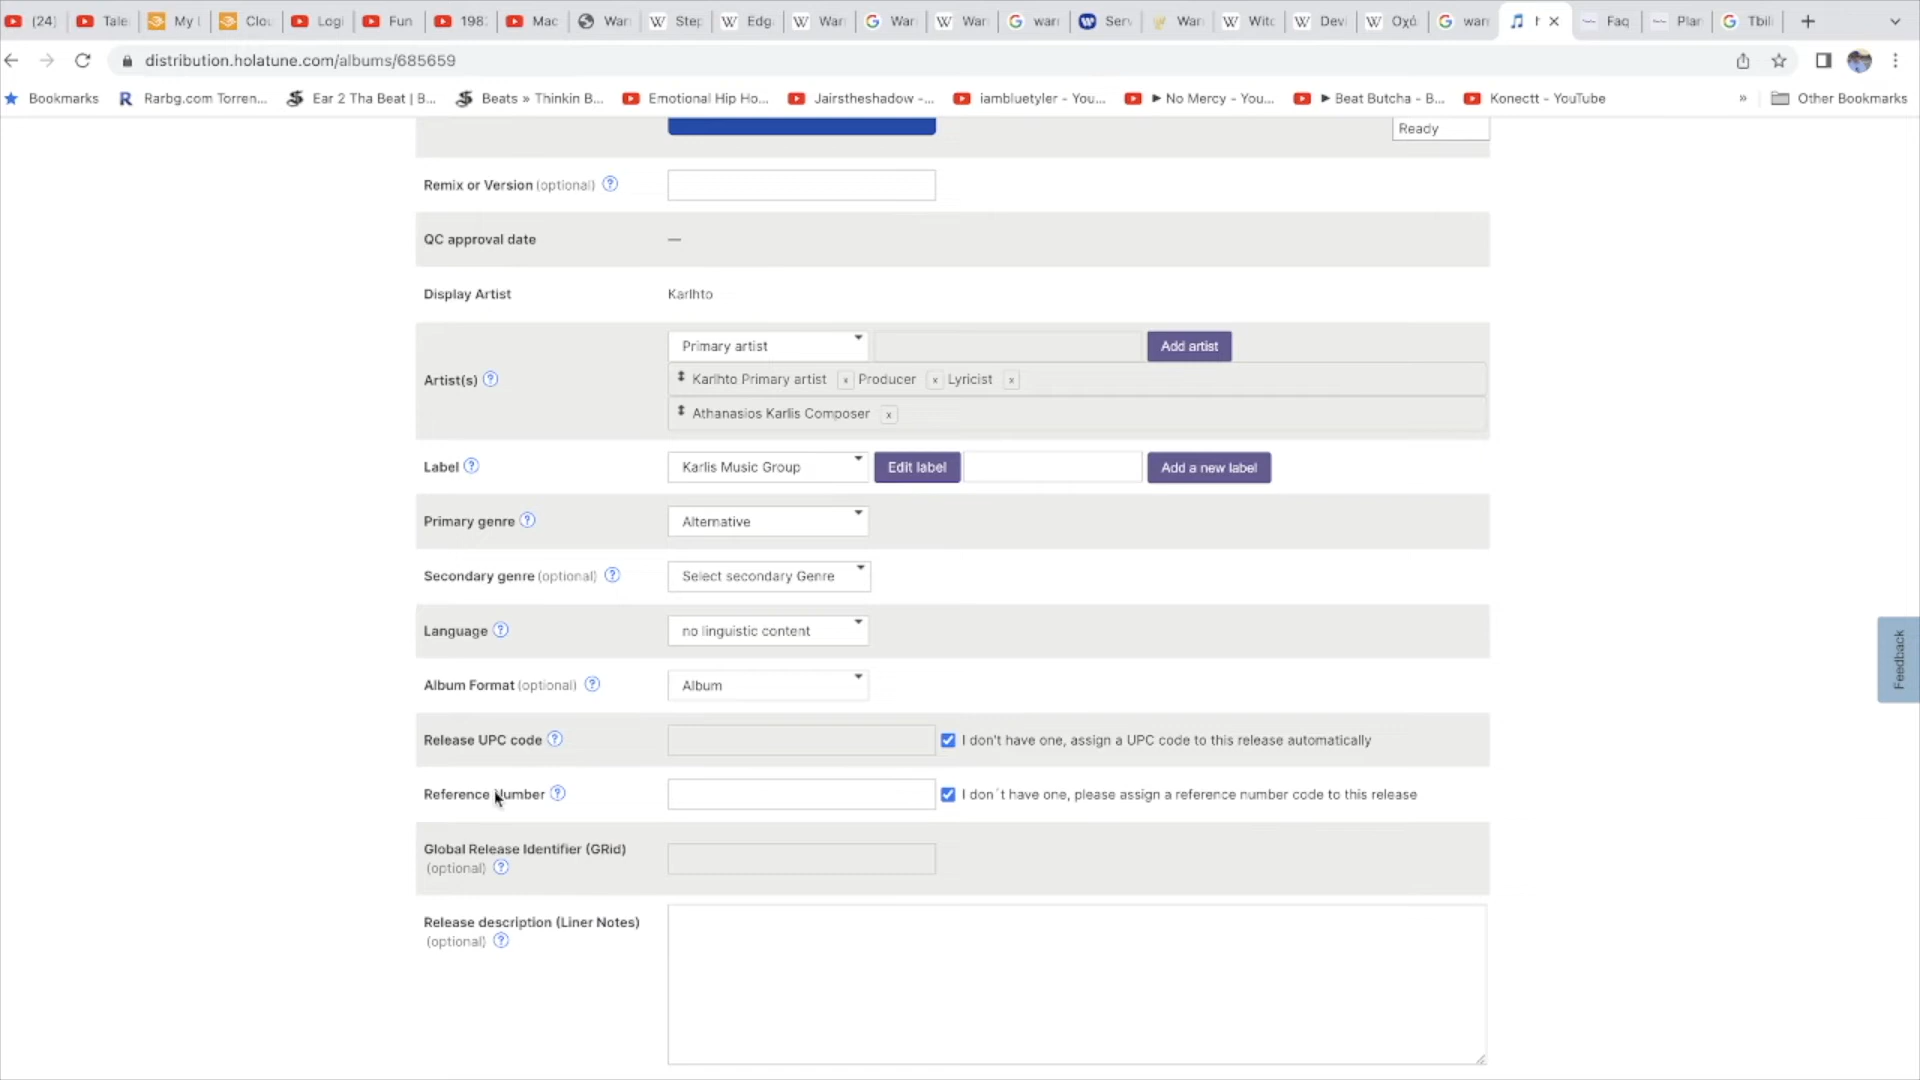 (24) Tale My L Clou Logi Fun 198 Mac Wan Step Edg War War War war Serv War Witc Devi Οχά warr Faq Plar Tbili
distribution.holatune.com/albums/685659
Bookmarks Rarbg.com Torren... Ear 2 Tha Beat | B... Beats » Thinkin B... Emotional Hip Ho... Jairstheshadow -... iambluetyler - You... ► No Mercy - You... ► Beat Butcha - B... Konectt - YouTube » Other Bookmarks
Ready
Remix or Version (optional) ?
QC approval date —
Display Artist Karlhto
Primary artist Add artist
Artist(s) ? Karlhto Primary artist x Producer x Lyricist x
Athanasios Karlis Composer x
Label ? Karlis Music Group Edit label Add a new label
Primary genre ? Alternative
Secondary genre (optional) ? Select secondary Genre
Language ? no linguistic content
Feedback
Album Format (optional) ? Album
Release UPC code ? I don't have one, assign a UPC code to this release automatically
Reference Number ? I don´t have one, please assign a reference number code to this release
Global Release Identifier (GRid)
(optional) ?
Release description (Liner Notes)
(optional) ?